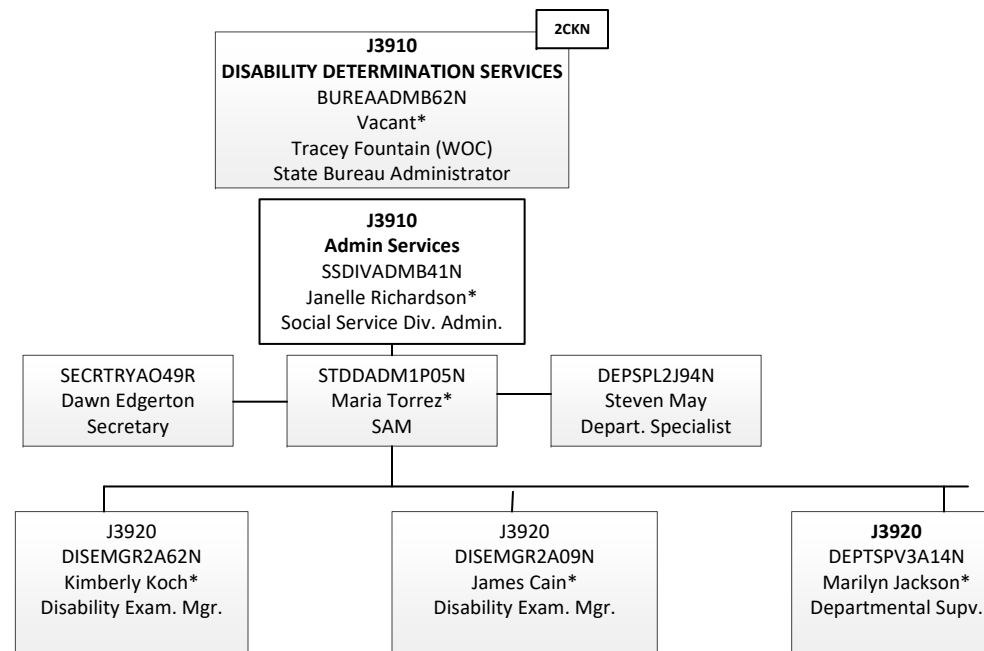 2CKN
J3910
DISABILITY DETERMINATION SERVICES
BUREAADMB62N
Vacant*
Tracey Fountain (WOC)
State Bureau Administrator
J3910
Admin Services
SSDIVADMB41N
Janelle Richardson*
Social Service Div. Admin.
SECRTRYAO49R
Dawn Edgerton
Secretary
STDDADM1P05N
Maria Torrez*
SAM
DEPSPL2J94N
Steven May
Depart. Specialist
J3920
DISEMGR2A62N
Kimberly Koch*
Disability Exam. Mgr.
J3920
DISEMGR2A09N
James Cain*
Disability Exam. Mgr.
J3920
DEPTSPV3A14N
Marilyn Jackson*
Departmental Supv.